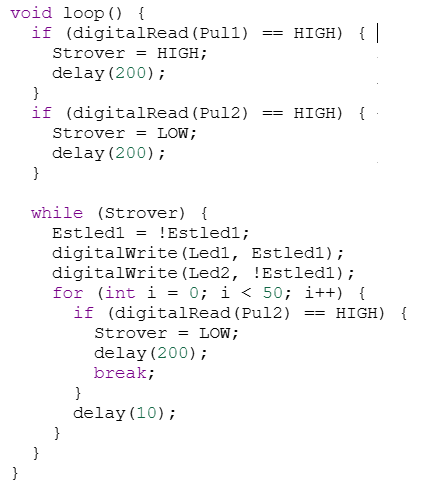 void loop() {
  if (digitalRead(Pul1) == HIGH) {
    Strover = HIGH;
    delay(200);
  }
  if (digitalRead(Pul2) == HIGH) {
    Strover = LOW;
    delay(200);
  }

  while (Strover) {
    Estled1 = !Estled1;
    digitalWrite(Led1, Estled1);
    digitalWrite(Led2, !Estled1);
    for (int i = 0; i < 50; i++) {
      if (digitalRead(Pul2) == HIGH) {
        Strover = LOW;
        delay(200);
        break;
      }
      delay(10);
    }
  }
}